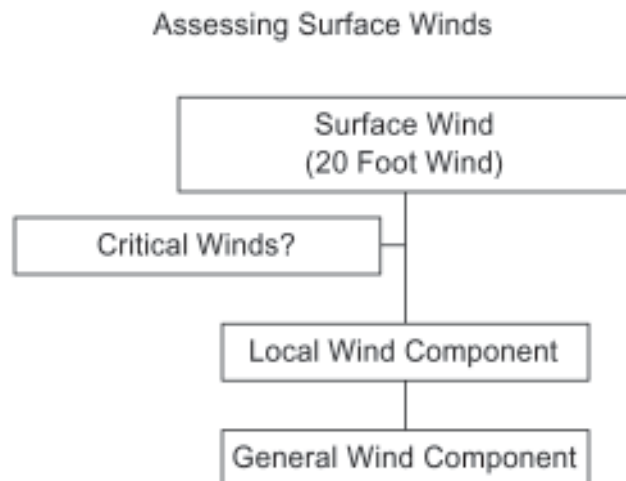 Assessing Surface Winds
Surface Wind
(20 Foot Wind)
Critical Winds?
Local Wind Component
General Wind Component